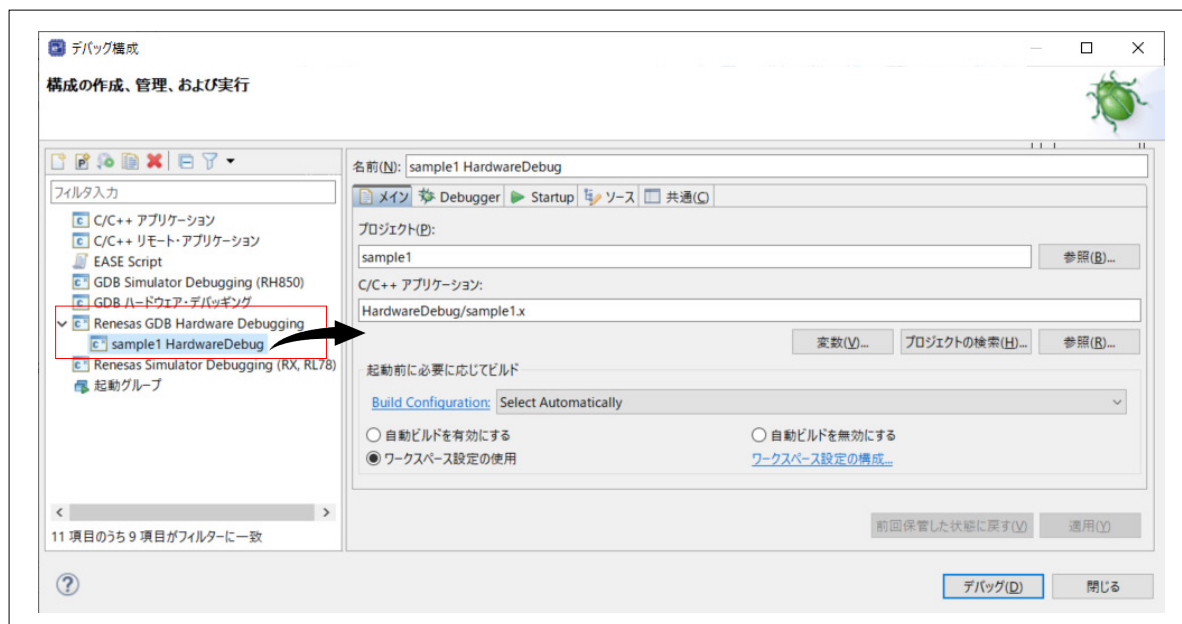 デバッグ構成
構成の作成、管理、および実行
フィルタ入力
C/C++ アプリケーション
C/C++ リモート・アプリケーション
EASE Script
GDB Simulator Debugging (RH850)
GDB ハードウェア・デバッギング
Renesas GDB Hardware Debugging
sample1 HardwareDebug
Renesas Simulator Debugging (RX, RL78)
起動グループ
11 項目のうち 9 項目がフィルターに一致
名前(N): sample1 HardwareDebug
メイン Debugger Startup ソース 共通(C)
プロジェクト(P):
sample1 参照(B)...
C/C++ アプリケーション:
HardwareDebug/sample1.x
変数(V)... プロジェクトの検索(H)... 参照(R)...
起動前に必要に応じてビルド
Build Configuration: Select Automatically
自動ビルドを有効にする 自動ビルドを無効にする
ワークスペース設定の使用 ワークスペース設定の構成...
前回保管した状態に戻す(V) 適用(Y)
デバッグ(D) 閉じる